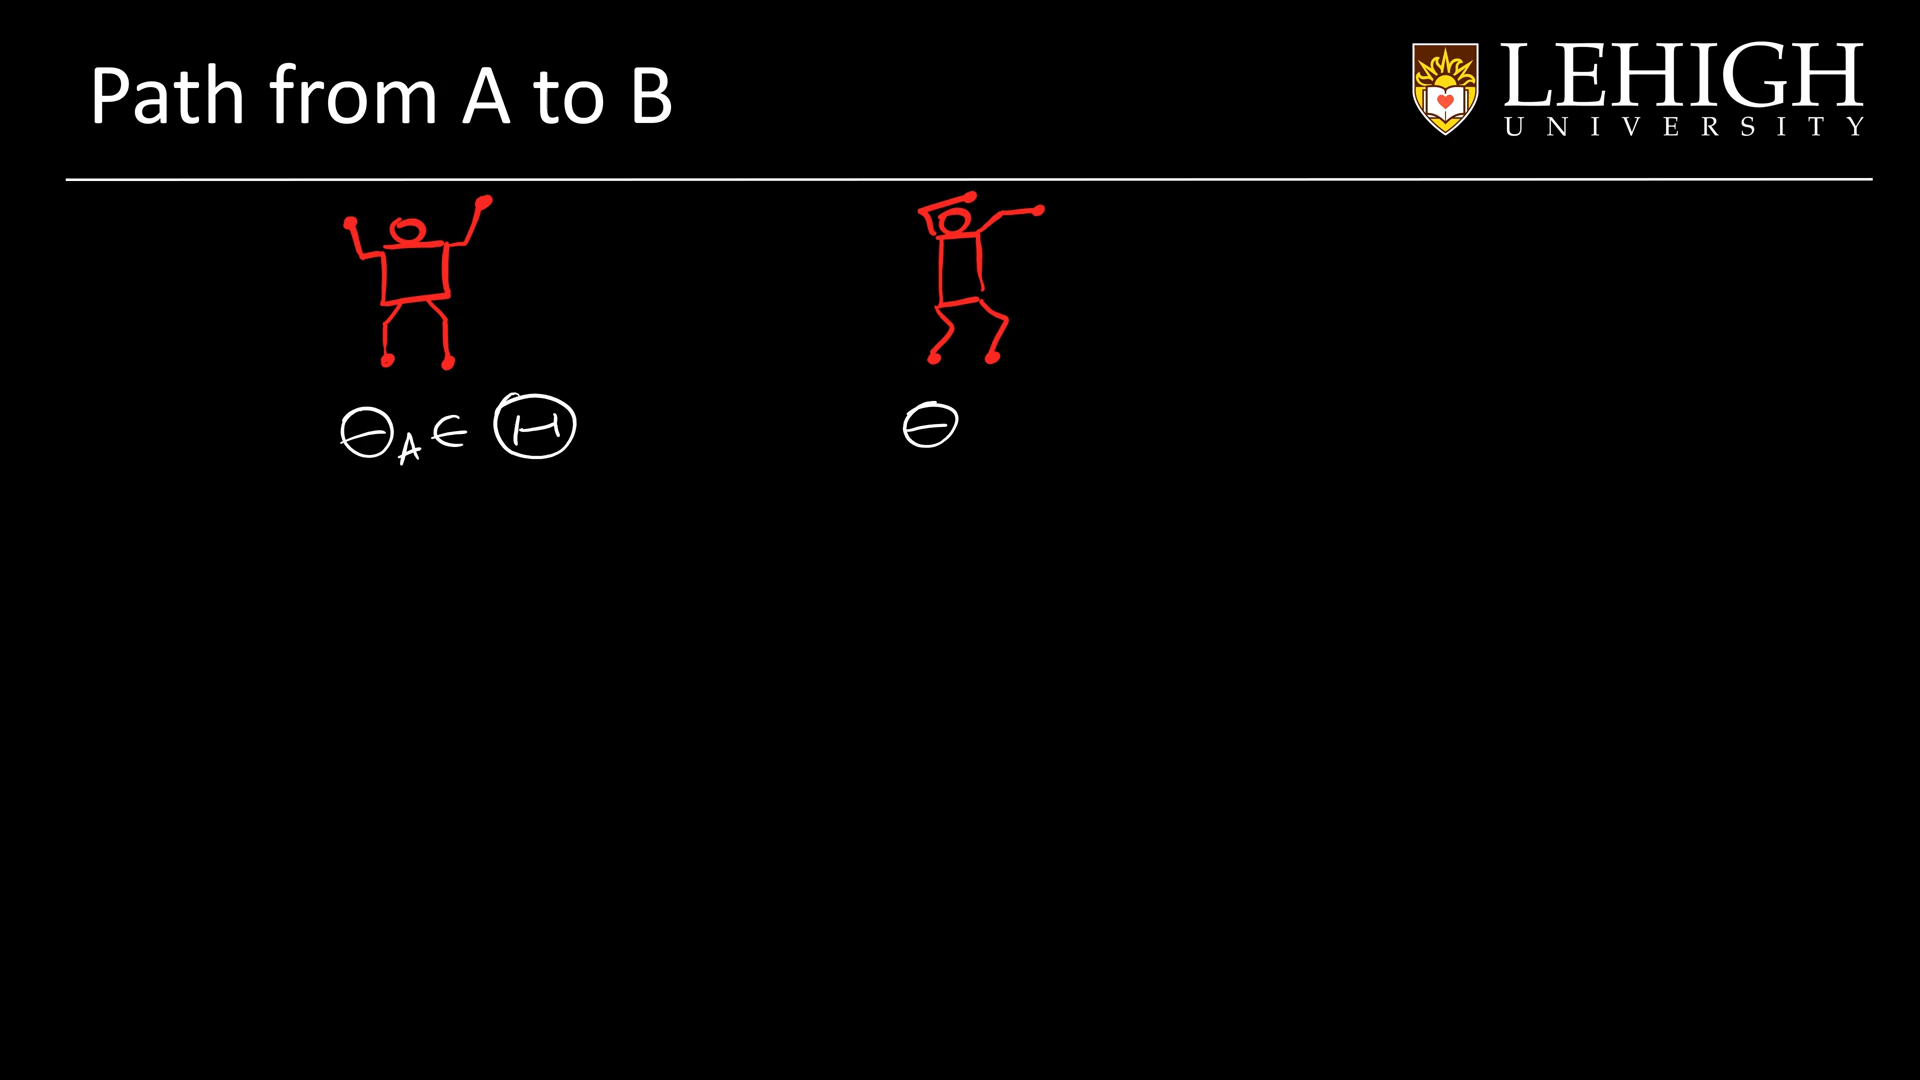 Path from A to B
LEHIGH
UNIVERSITY
θ_A ∈ Θ
θ